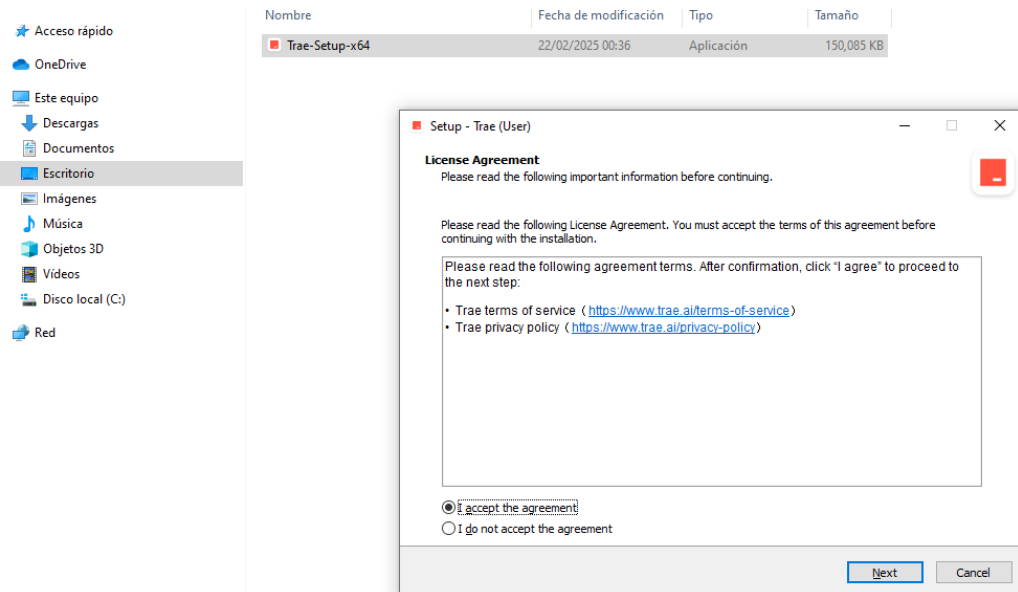 Nombre Fecha de modificación Tipo Tamaño
Trae-Setup-x64 22/02/2025 00:36 Aplicación 150,085 KB
Acceso rápido
OneDrive
Este equipo
Descargas
Documentos
Escritorio
Imágenes
Música
Objetos 3D
Vídeos
Disco local (C:)
Red
Setup - Trae (User)
License Agreement
Please read the following important information before continuing.
Please read the following License Agreement. You must accept the terms of this agreement before
continuing with the installation.
Please read the following agreement terms. After confirmation, click “I agree” to proceed to
the next step:
• Trae terms of service（https://www.trae.ai/terms-of-service）
• Trae privacy policy（https://www.trae.ai/privacy-policy）
I accept the agreement
I do not accept the agreement
Next Cancel